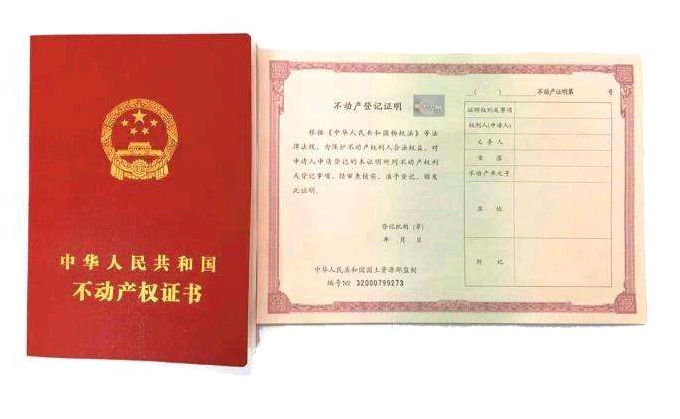 中华人民共和国
不动产权证书
不动产登记证明
根据《中华人民共和国物权法》等法
律法规，为保护不动产权利人合法权益，对
申请人申请登记的本证明所列不动产权利
或登记事项，经审查核实，准予登记，颁发
此证明。
登记机构（章）
年 月 日
中华人民共和国国土资源部监制
编号№ 32000799273
（ ） 不动产证明第 号
证明权利或事项
权利人(申请人)
义务人
坐落
不动产单元号
其他
附记